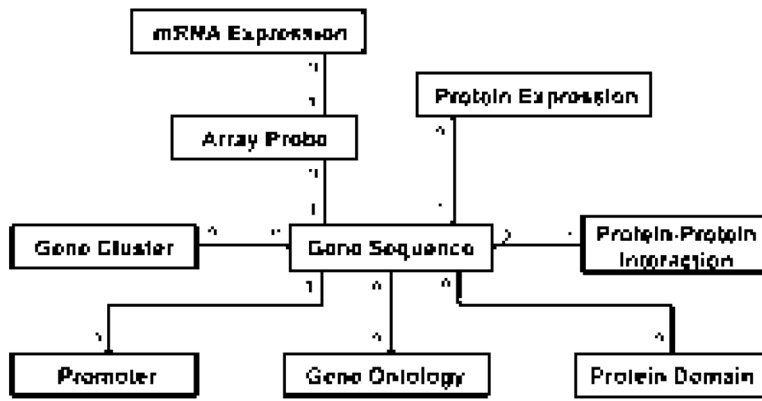 mRNA Expression
Protein Expression
Array Probe
Gene Cluster
Gene Sequence
Protein-Protein
Interaction
Promoter
Gene Ontology
Protein Domain